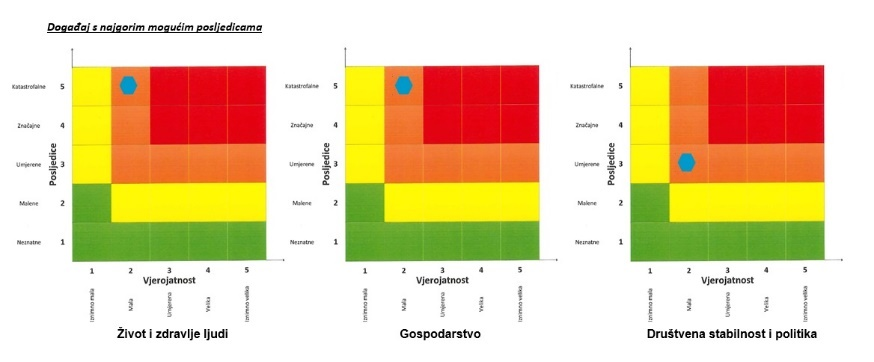 Događaj s najgorim mogućim posljedicama
Katastrofalne 5
Značajne 4
Umjerene 3
Malene 2
Neznatne 1
Posljedice
1 2 3 4 5
Vjerojatnost
Iznimno mala
Mala
Umjerena
Velika
Iznimno velika
Život i zdravlje ljudi
Katastrofalne 5
Značajne 4
Umjerene 3
Malene 2
Neznatne 1
Posljedice
1 2 3 4 5
Vjerojatnost
Iznimno mala
Mala
Umjerena
Velika
Iznimno velika
Gospodarstvo
Katastrofalne 5
Značajne 4
Umjerene 3
Malene 2
Neznatne 1
Posljedice
1 2 3 4 5
Vjerojatnost
Iznimno mala
Mala
Umjerena
Velika
Iznimno velika
Društvena stabilnost i politika